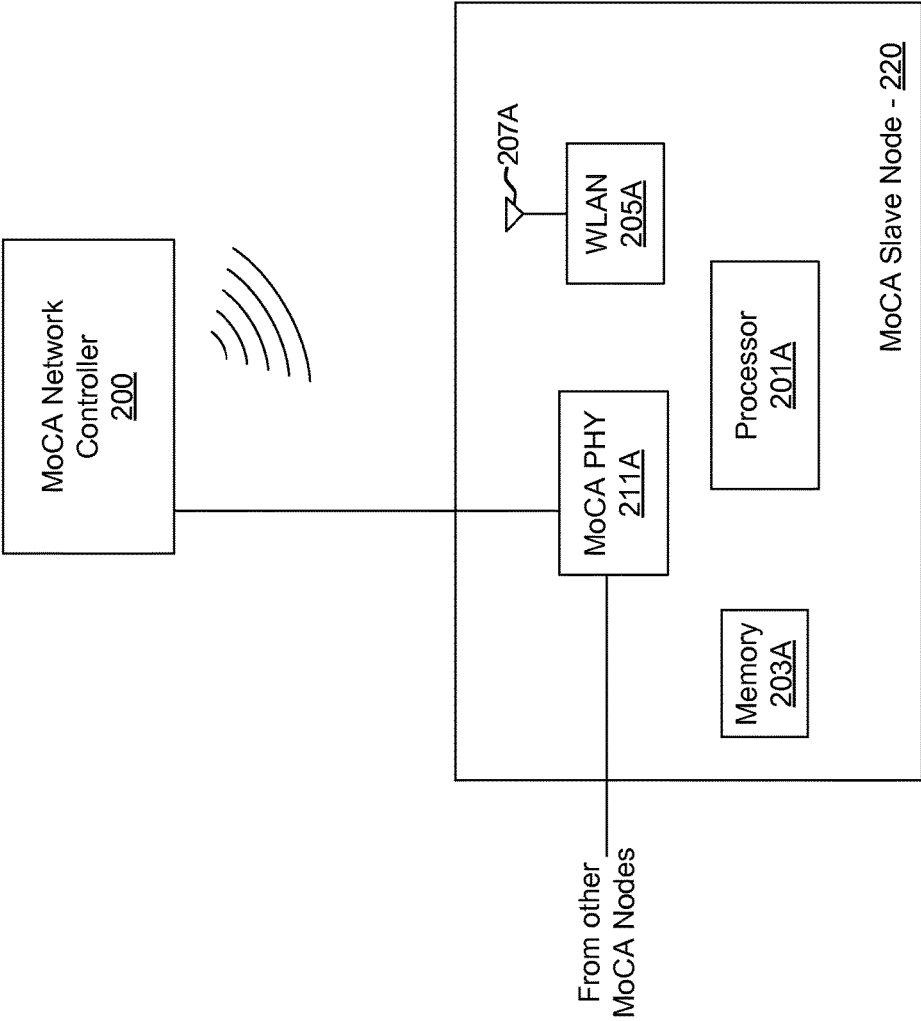 MoCA Network
Controller
200
207A
WLAN
205A
MoCA PHY
211A
Processor
201A
Memory
203A
MoCA Slave Node - 220
From other
MoCA Nodes